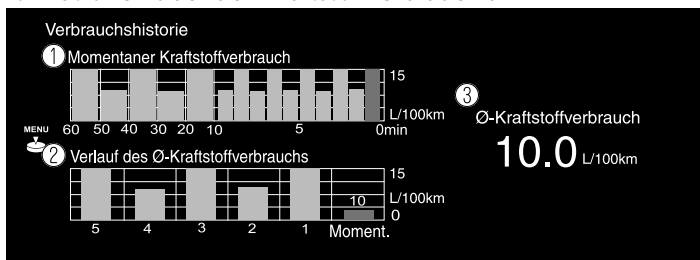 Verbrauchshistorie
1 Momentaner Kraftstoffverbrauch
15
L/100km
60 50 40 30 20 10 5 0min
MENU
2 Verlauf des Ø-Kraftstoffverbrauchs
15
L/100km
10
0
5 4 3 2 1 Moment.
3
Ø-Kraftstoffverbrauch
10.0 L/100km